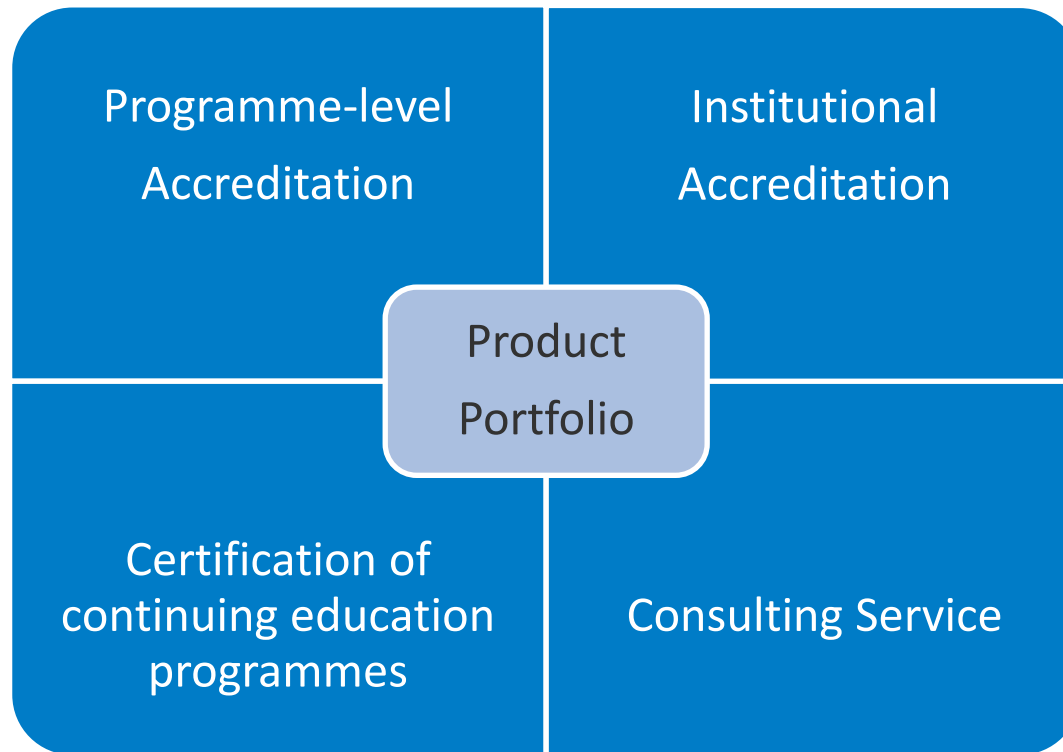 Programme-level
Accreditation
Institutional
Accreditation
Product
Portfolio
Certification of
continuing education
programmes
Consulting Service